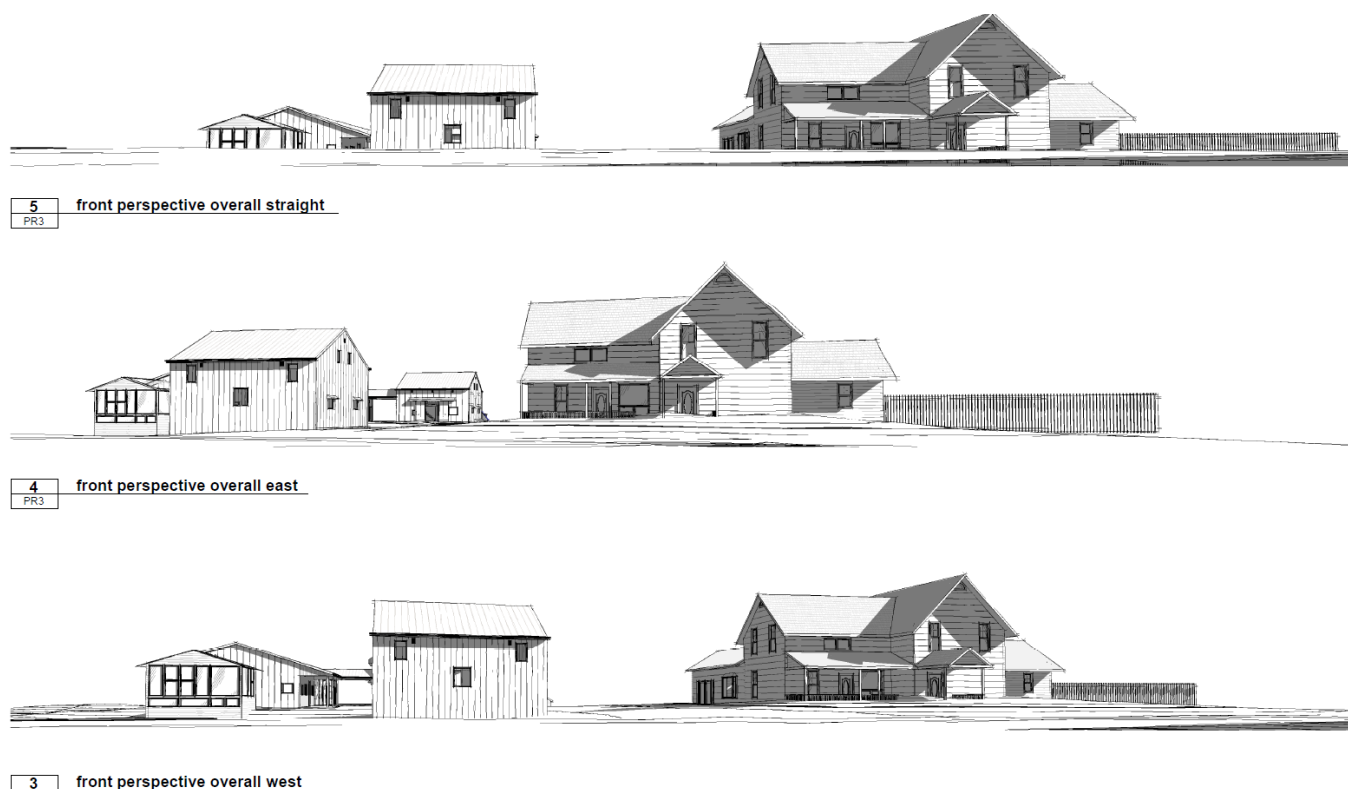 5 front perspective overall straight
PR3
4 front perspective overall east
PR3
3 front perspective overall west